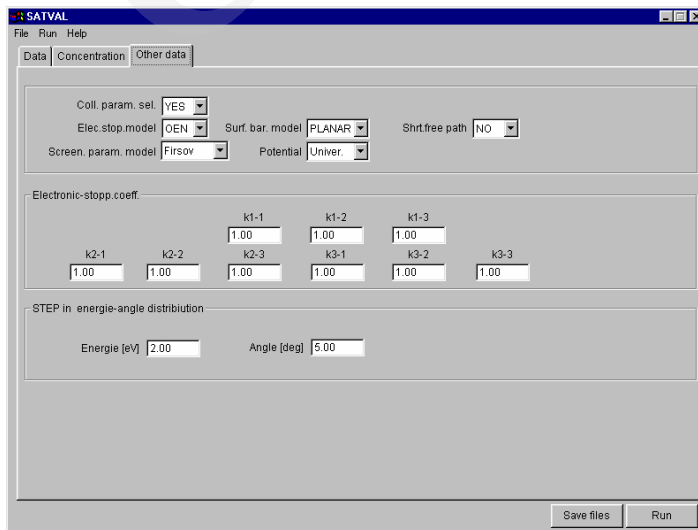 SATVAL
File Run Help
Data Concentration Other data
Coll. param. sel. YES
Elec.stop.model OEN Surf. bar. model PLANAR Shrt.free path NO
Screen. param. model Firsov Potential Univer.
Electronic-stopp.coeff.
k1-1 k1-2 k1-3
1.00 1.00 1.00
k2-1 k2-2 k2-3 k3-1 k3-2 k3-3
1.00 1.00 1.00 1.00 1.00 1.00
STEP in energie-angle distribiution
Energie [eV] 2.00 Angle [deg] 5.00
Save files Run